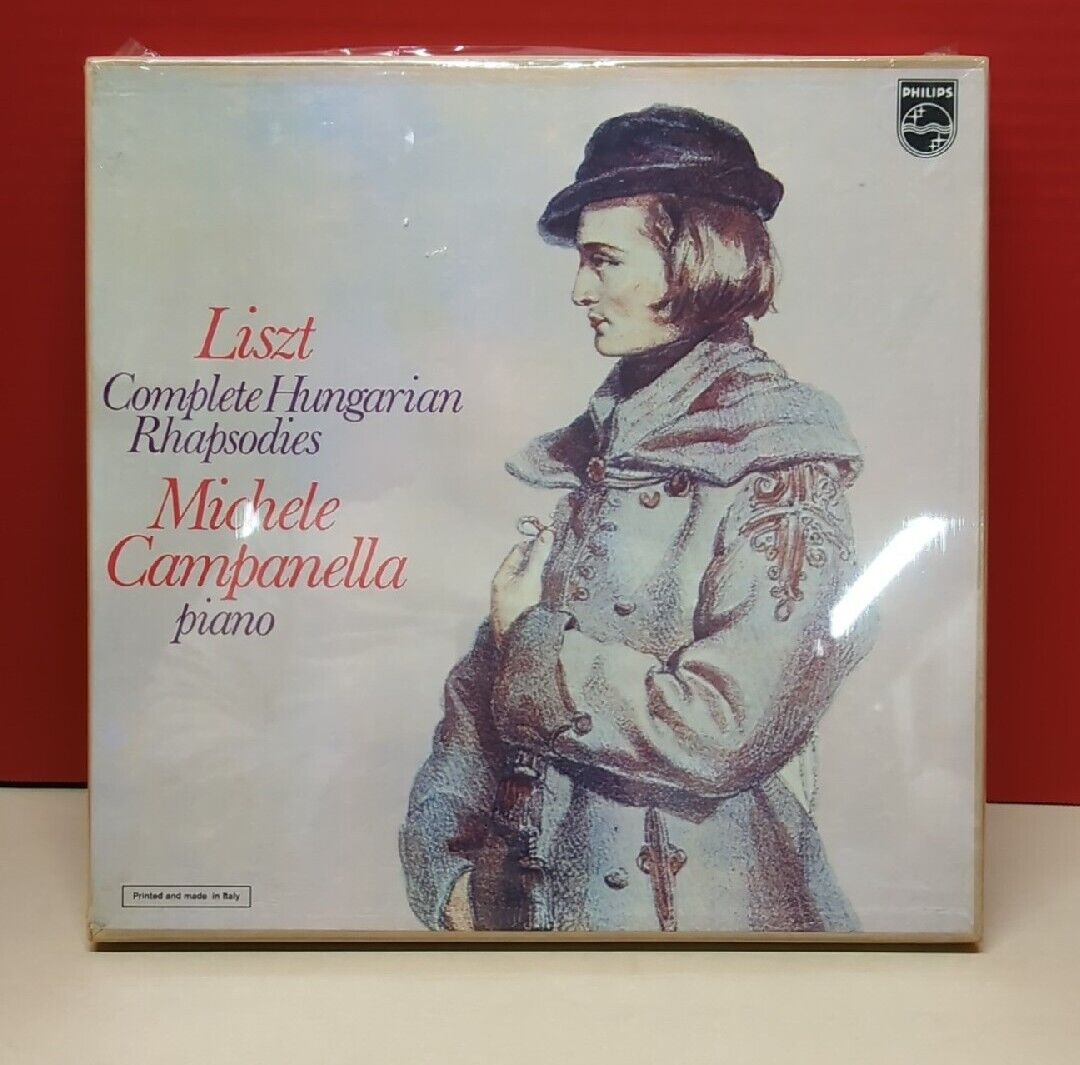 PHILIPS
Liszt
Complete Hungarian
Rhapsodies
Michele
Campanella
piano
Printed and made in Italy